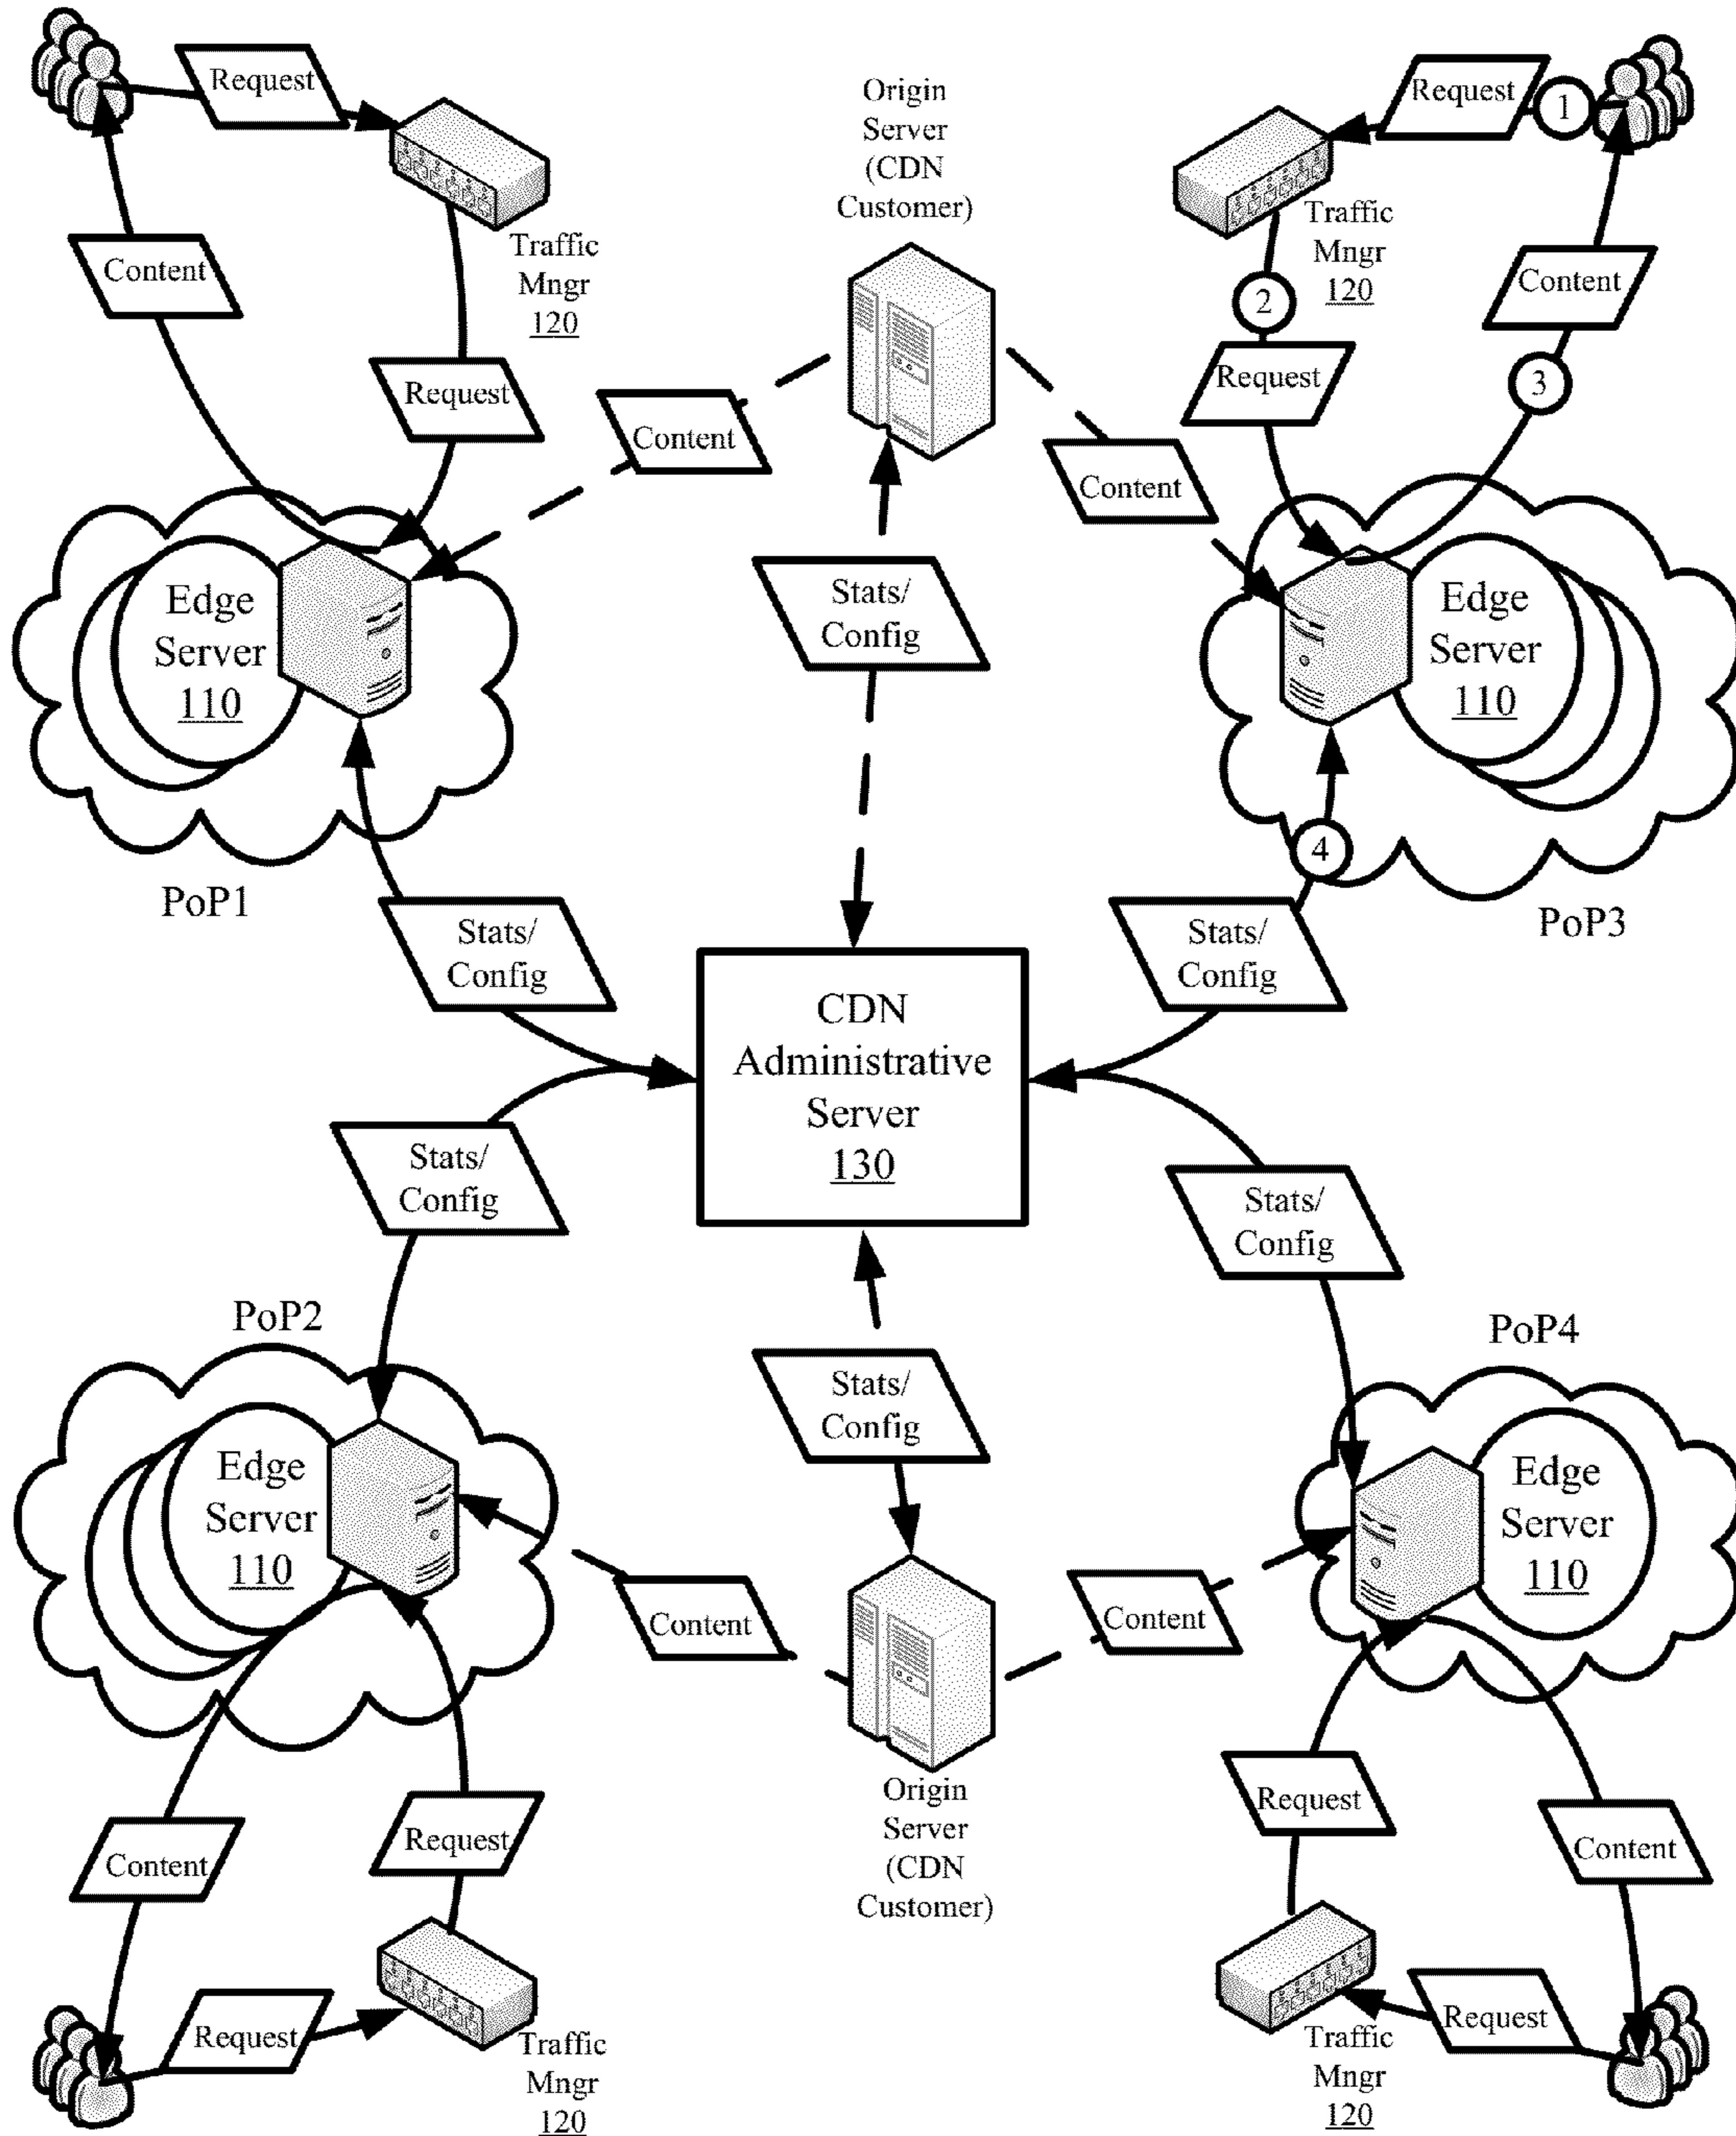 Request
Traffic
Mngr
120
Content
Request
Origin
Server
(CDN
Customer)
Request
1
Traffic
Mngr
120
2
Request
Content
3
Content
Content
Edge
Server
110
PoP1
Stats/
Config
Edge
Server
110
4
PoP3
Stats/
Config
Stats/
Config
CDN
Administrative
Server
130
Stats/
Config
Stats/
Config
PoP2
Edge
Server
110
Stats/
Config
PoP4
Edge
Server
110
Content
Content
Origin
Server
(CDN
Customer)
Content
Request
Request
Traffic
Mngr
120
Request
Content
Traffic
Mngr
120
Request